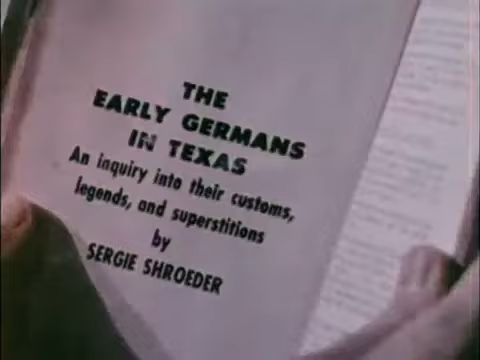 THE
EARLY GERMANS
IN TEXAS
An inquiry into their customs,
legends, and superstitions
by
SERGIE SHROEDER